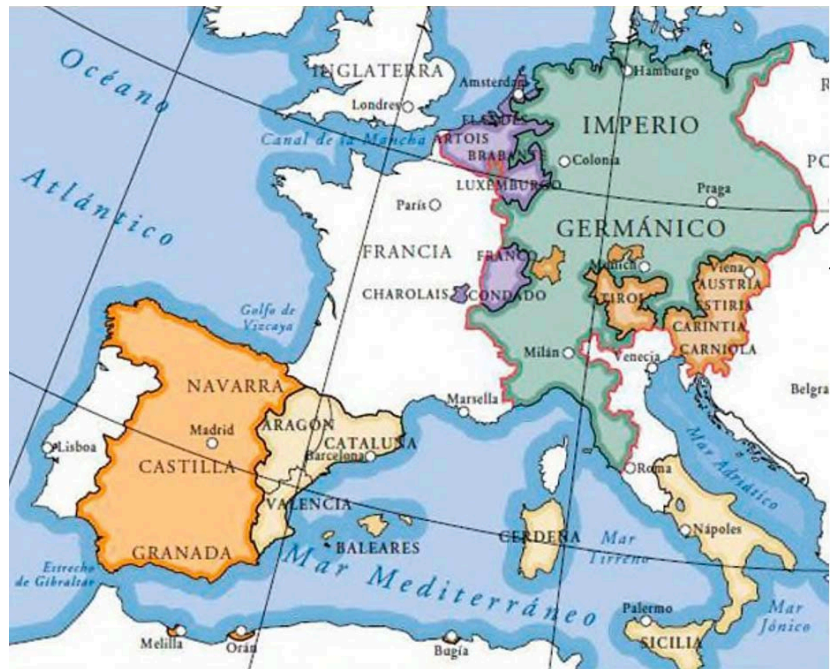 Océano
Atlántico
INGLATERRA
Londres
Canal de la Mancha
Amsterdam
Hamburgo
FLANDES
ARTOIS
BRABANTE
LUXEMBURGO
IMPERIO
GERMÁNICO
Colonia
Praga
París
FRANCIA
FRANCO
CONDADO
CHAROLAIS
Munich
TIROL
Viena
AUSTRIA
ESTIRIA
CARINTIA
CARNIOLA
Milán
Venecia
Belgra
R
PO
Golfo de
Vizcaya
Marsella
NAVARRA
Madrid
CASTILLA
GRANADA
Lisboa
ARAGÓN
CATALUÑA
Barcelona
VALENCIA
BALEARES
CERDEÑA
Roma
Mar Adriático
Nápoles
Mar
Tirreno
Mar Mediterráneo
Estrecho
de Gibraltar
Melilla
Orán
Bugía
Palermo
SICILIA
Mar
Jónico